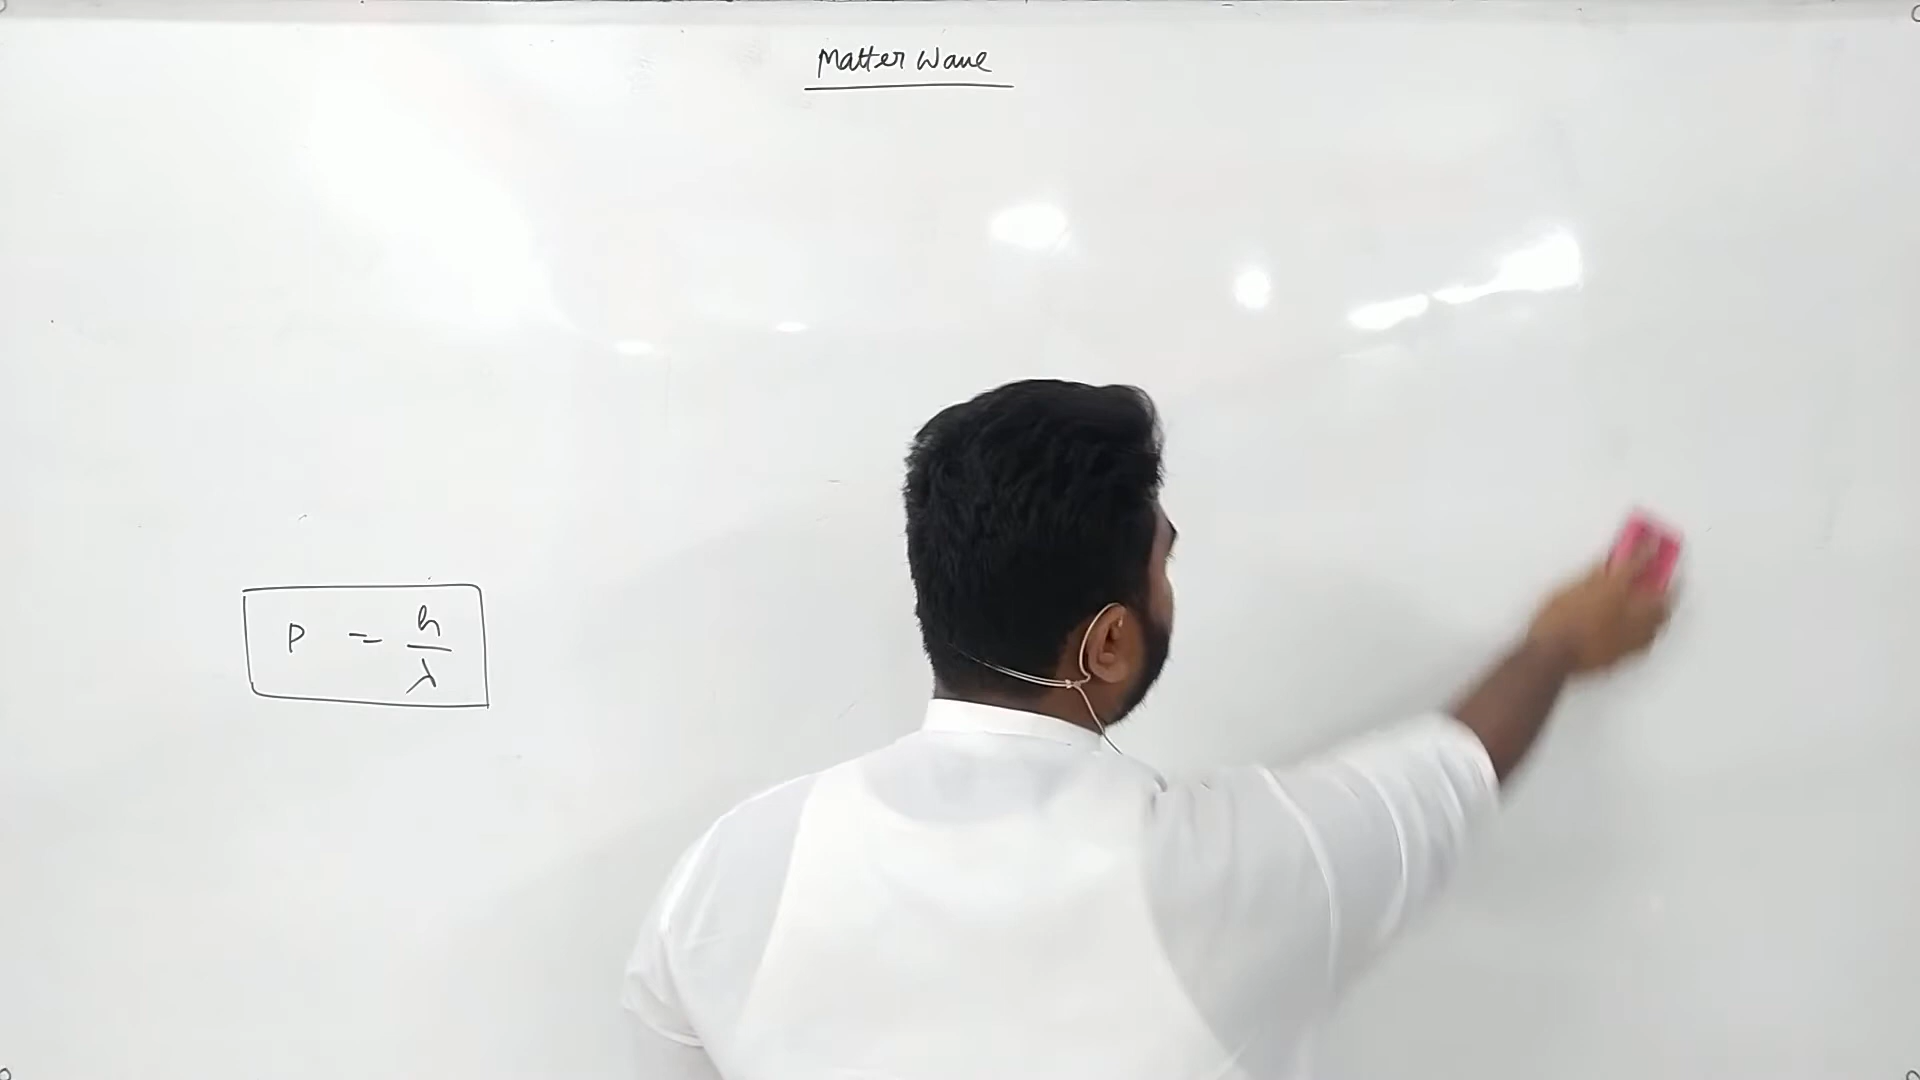 Matter Wave
P = h/λ